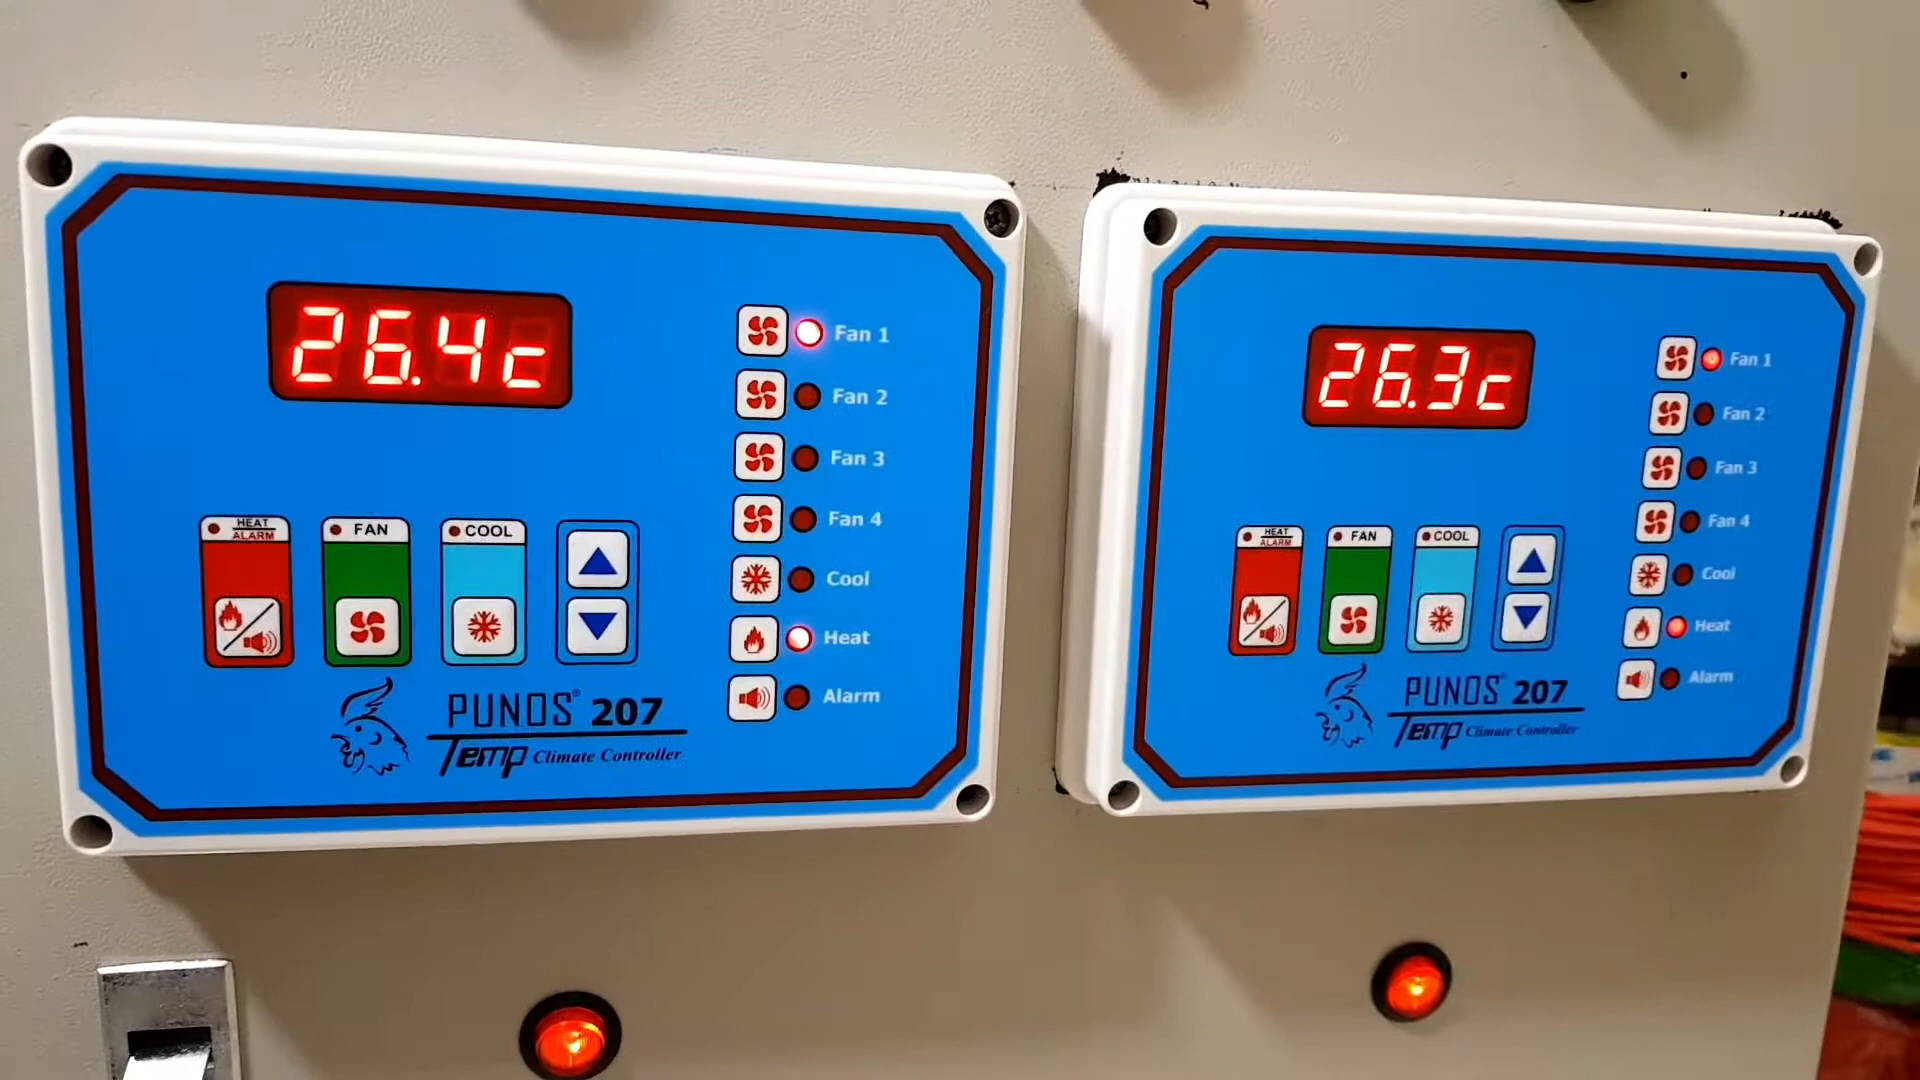 26.4c
Fan 1
Fan 2
Fan 3
Fan 4
Cool
Heat
Alarm
HEAT
ALARM
FAN
COOL
PUNOS® 207
Temp Climate Controller
26.3c
Fan 1
Fan 2
Fan 3
Fan 4
Cool
Heat
Alarm
HEAT
ALARM
FAN
COOL
PUNOS® 207
Temp Climate Controller